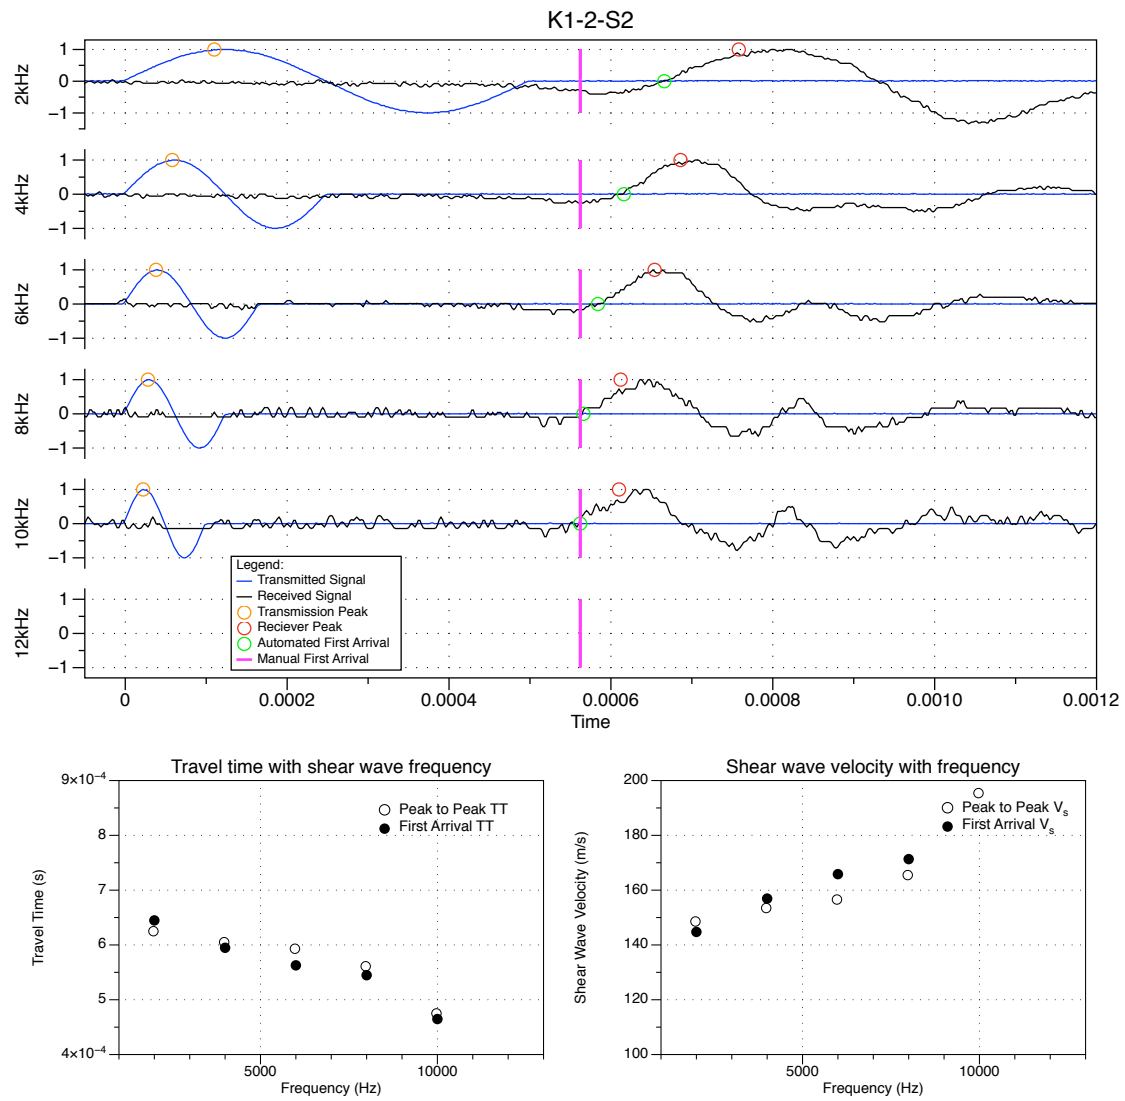 K1-2-S2
1
0
−1
2kHz
1
0
−1
4kHz
1
0
−1
6kHz
1
0
−1
8kHz
1
0
−1
10kHz
1
0
−1
12kHz
Legend:
Transmitted Signal
Received Signal
Transmission Peak
Reciever Peak
Automated First Arrival
Manual First Arrival
0 0.0002 0.0004 0.0006 0.0008 0.0010 0.0012
Time
Travel time with shear wave frequency
9×10⁻⁴
8
7
6
5
4×10⁻⁴
Travel Time (s)
Peak to Peak TT
First Arrival TT
5000 10000
Frequency (Hz)
Shear wave velocity with frequency
200
180
160
140
120
100
Shear Wave Velocity (m/s)
Peak to Peak Vₛ
First Arrival Vₛ
5000 10000
Frequency (Hz)